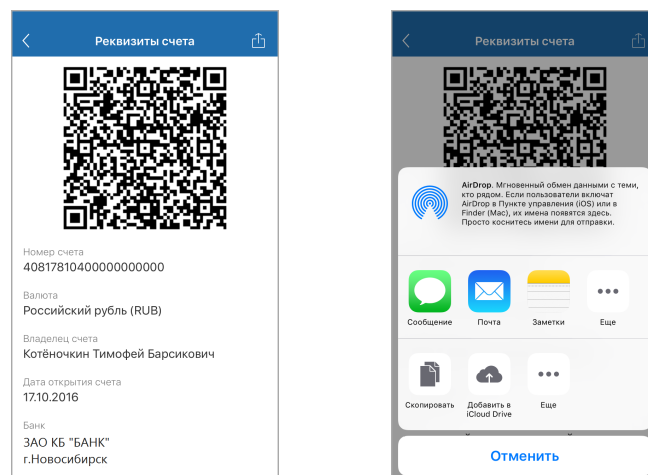 Реквизиты счета
Номер счета
40817810400000000000
Валюта
Российский рубль (RUB)
Владелец счета
Котёночкин Тимофей Барсикович
Дата открытия счета
17.10.2016
Банк
ЗАО КБ "БАНК"
г.Новосибирск
Реквизиты счета
AirDrop. Мгновенный обмен данными с теми,
кто рядом. Если пользователи включат
AirDrop в Пункте управления (iOS) или в
Finder (Mac), их имена появятся здесь.
Просто коснитесь имени для отправки.
Сообщение
Почта
Заметки
Еще
Скопировать
Добавить в
iCloud Drive
Еще
Отменить